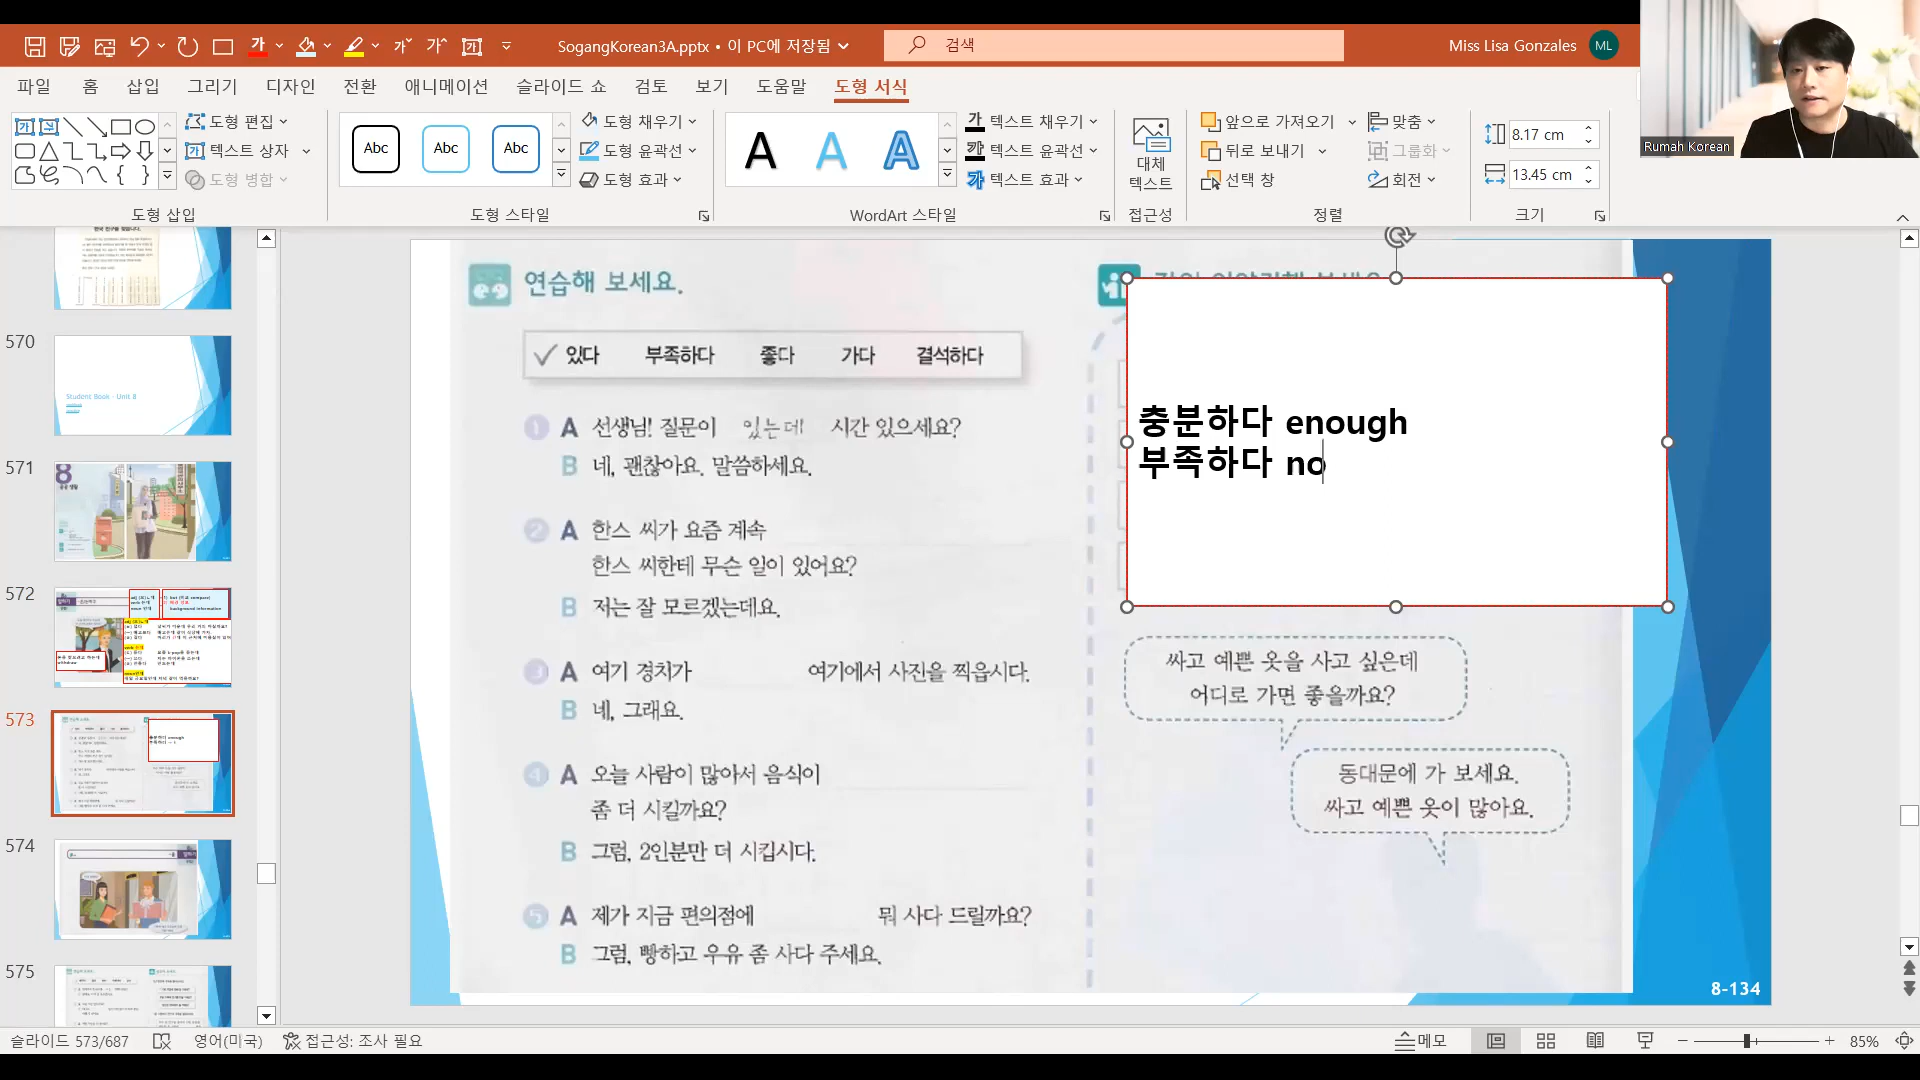 SogangKorean3A.pptx • 이 PC에 저장됨
검색
Miss Lisa Gonzales
ML
파일 홈 삽입 그리기 디자인 전환 애니메이션 슬라이드 쇼 검토 보기 도움말 도형 서식
도형 편집
텍스트 상자
도형 병합
도형 삽입
Abc Abc Abc
도형 채우기
도형 윤곽선
도형 효과
도형 스타일
A A A
텍스트 채우기
텍스트 윤곽선
텍스트 효과
WordArt 스타일
대체
텍스트
접근성
앞으로 가져오기
뒤로 보내기
선택 창
맞춤
그룹화
회전
정렬
8.17 cm
13.45 cm
크기
Rumah Korean
570
Student Book - Unit 8
571
8
572
573
574
575
연습해 보세요.
있다 부족하다 좋다 가다 결석하다
1 A 선생님! 질문이 있는데 시간 있으세요?
B 네, 괜찮아요. 말씀하세요.
2 A 한스 씨가 요즘 계속
한스 씨한테 무슨 일이 있어요?
B 저는 잘 모르겠는데요.
3 A 여기 경치가 여기에서 사진을 찍읍시다.
B 네, 그래요.
4 A 오늘 사람이 많아서 음식이
좀 더 시킬까요?
B 그럼, 2인분만 더 시킵시다.
5 A 제가 지금 편의점에 뭐 사다 드릴까요?
B 그럼, 빵하고 우유 좀 사다 주세요.
충분하다 enough
부족하다 no
싸고 예쁜 옷을 사고 싶은데
어디로 가면 좋을까요?
동대문에 가 보세요.
싸고 예쁜 옷이 많아요.
8-134
슬라이드 573/687
영어(미국)
접근성: 조사 필요
메모
85%